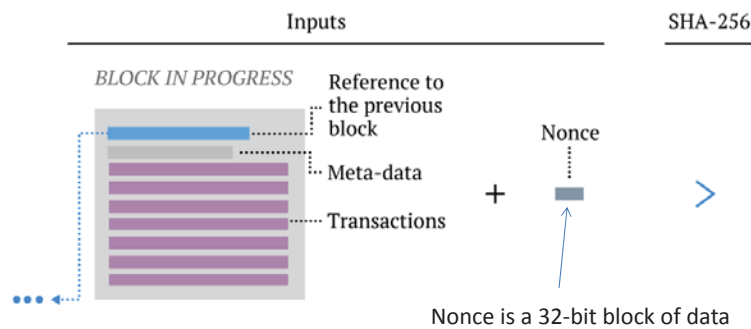 Inputs
SHA-256
BLOCK IN PROGRESS
Reference to
the previous
block
Nonce
Meta-data
+
>
Transactions
Nonce is a 32-bit block of data